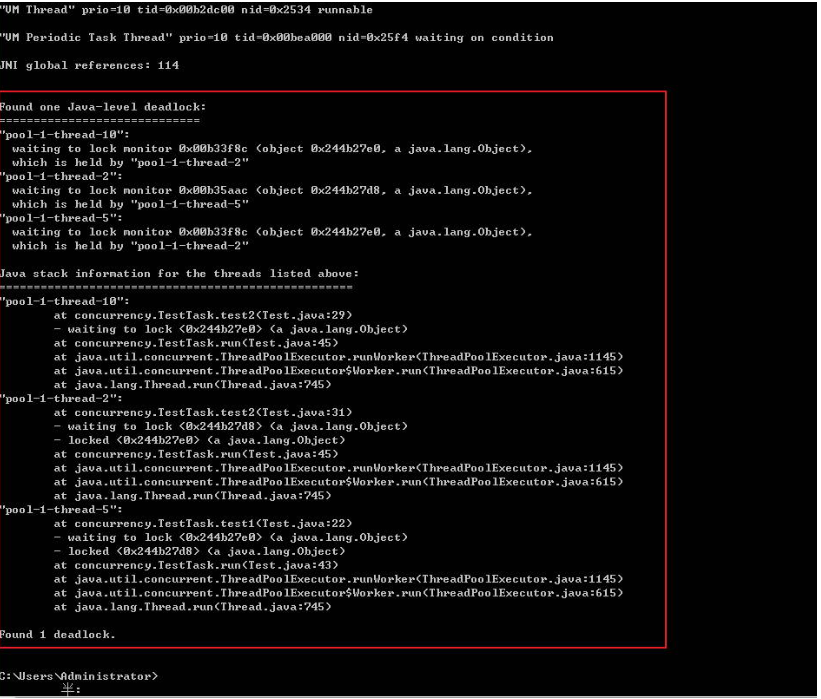 "VM Thread" prio=10 tid=0x00b2dc00 nid=0x2534 runnable
"VM Periodic Task Thread" prio=10 tid=0x00bea000 nid=0x25f4 waiting on condition
JNI global references: 114
Found one Java-level deadlock:
=============================
"pool-1-thread-10":
  waiting to lock monitor 0x00b33f8c (object 0x244b27e0, a java.lang.Object),
  which is held by "pool-1-thread-2"
"pool-1-thread-2":
  waiting to lock monitor 0x00b35aac (object 0x244b27d8, a java.lang.Object),
  which is held by "pool-1-thread-5"
"pool-1-thread-5":
  waiting to lock monitor 0x00b33f8c (object 0x244b27e0, a java.lang.Object),
  which is held by "pool-1-thread-2"
Java stack information for the threads listed above:
===================================================
"pool-1-thread-10":
        at concurrency.TestTask.test2(Test.java:29)
        - waiting to lock <0x244b27e0> (a java.lang.Object)
        at concurrency.TestTask.run(Test.java:45)
        at java.util.concurrent.ThreadPoolExecutor.runWorker(ThreadPoolExecutor.java:1145)
        at java.util.concurrent.ThreadPoolExecutor$Worker.run(ThreadPoolExecutor.java:615)
        at java.lang.Thread.run(Thread.java:745)
"pool-1-thread-2":
        at concurrency.TestTask.test2(Test.java:31)
        - waiting to lock <0x244b27d8> (a java.lang.Object)
        - locked <0x244b27e0> (a java.lang.Object)
        at concurrency.TestTask.run(Test.java:45)
        at java.util.concurrent.ThreadPoolExecutor.runWorker(ThreadPoolExecutor.java:1145)
        at java.util.concurrent.ThreadPoolExecutor$Worker.run(ThreadPoolExecutor.java:615)
        at java.lang.Thread.run(Thread.java:745)
"pool-1-thread-5":
        at concurrency.TestTask.test1(Test.java:22)
        - waiting to lock <0x244b27e0> (a java.lang.Object)
        - locked <0x244b27d8> (a java.lang.Object)
        at concurrency.TestTask.run(Test.java:43)
        at java.util.concurrent.ThreadPoolExecutor.runWorker(ThreadPoolExecutor.java:1145)
        at java.util.concurrent.ThreadPoolExecutor$Worker.run(ThreadPoolExecutor.java:615)
        at java.lang.Thread.run(Thread.java:745)
Found 1 deadlock.
C:\Users\Administrator>
半: